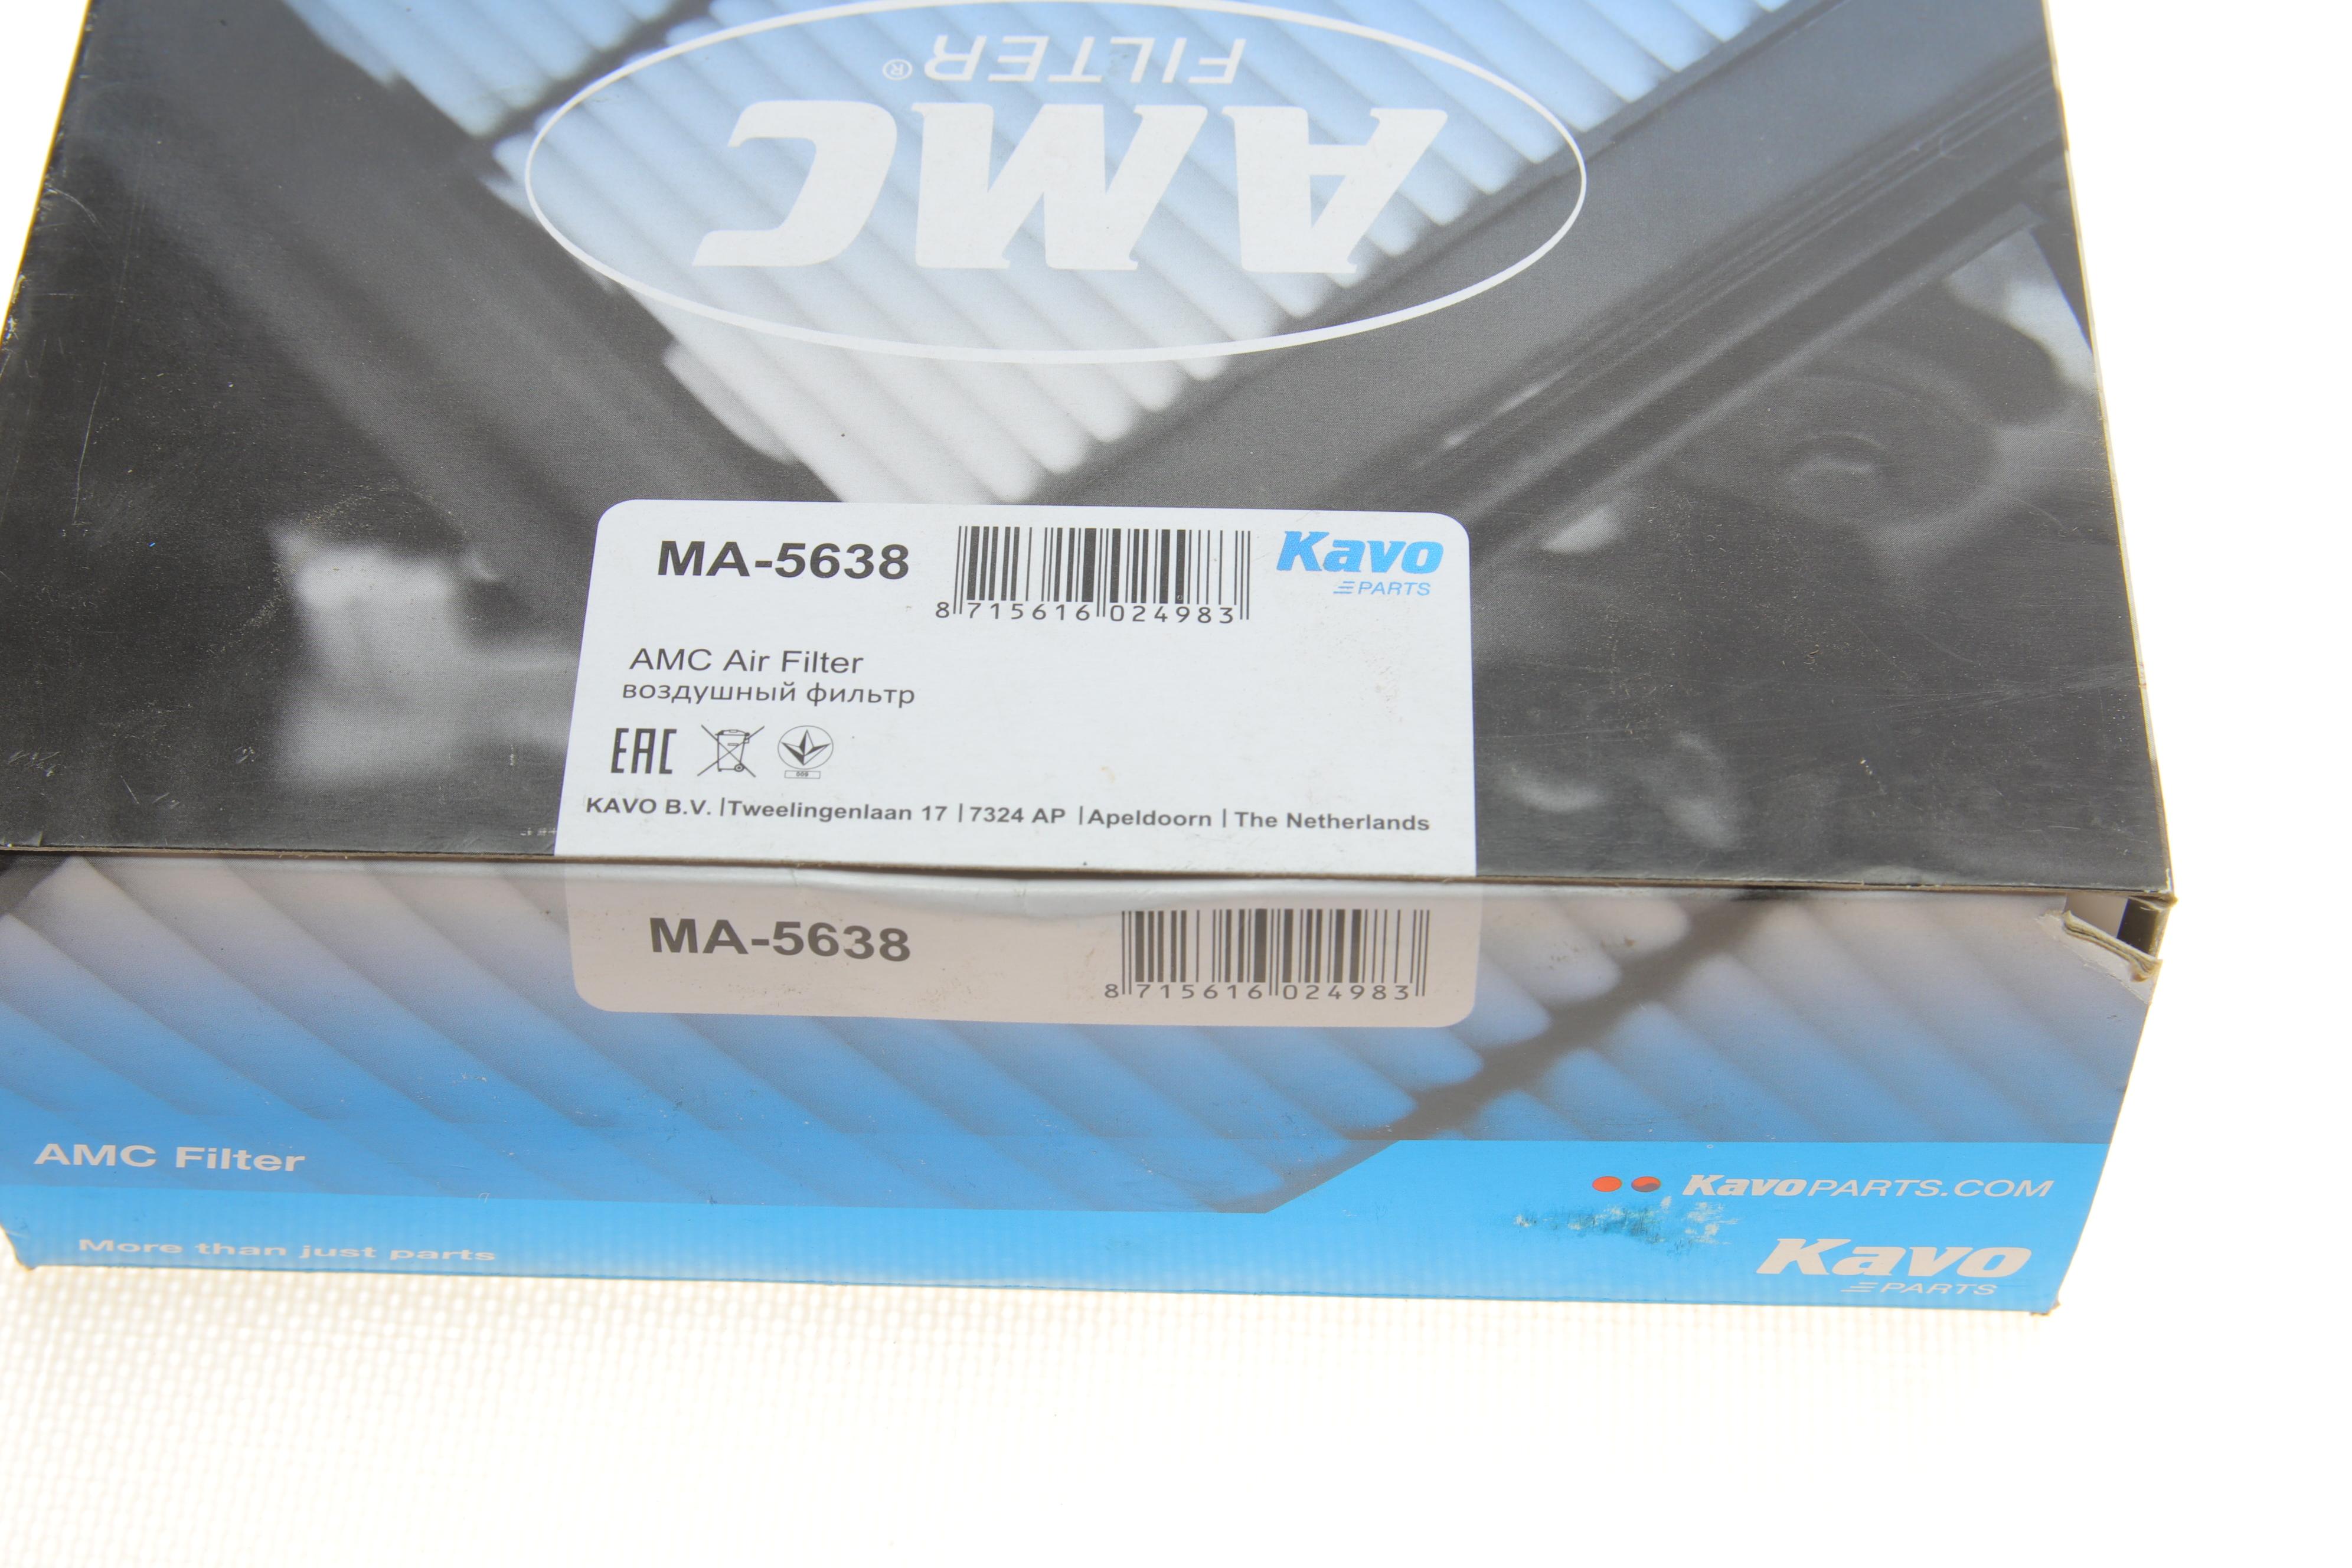 AMC
FILTER®
MA-5638
8 715616 024983
Kavo
PARTS
AMC Air Filter
воздушный фильтр
EAC
KAVO B.V. | Tweelingenlaan 17 | 7324 AP | Apeldoorn | The Netherlands
MA-5638
8 715616 024983
AMC Filter
KavoPARTS.COM
More than just parts
Kavo
PARTS